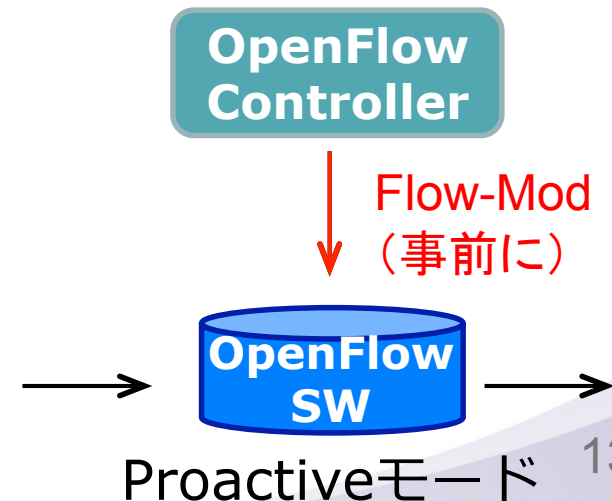 OpenFlow
Controller
Flow-Mod
（事前に）
OpenFlow
SW
Proactiveモード
13